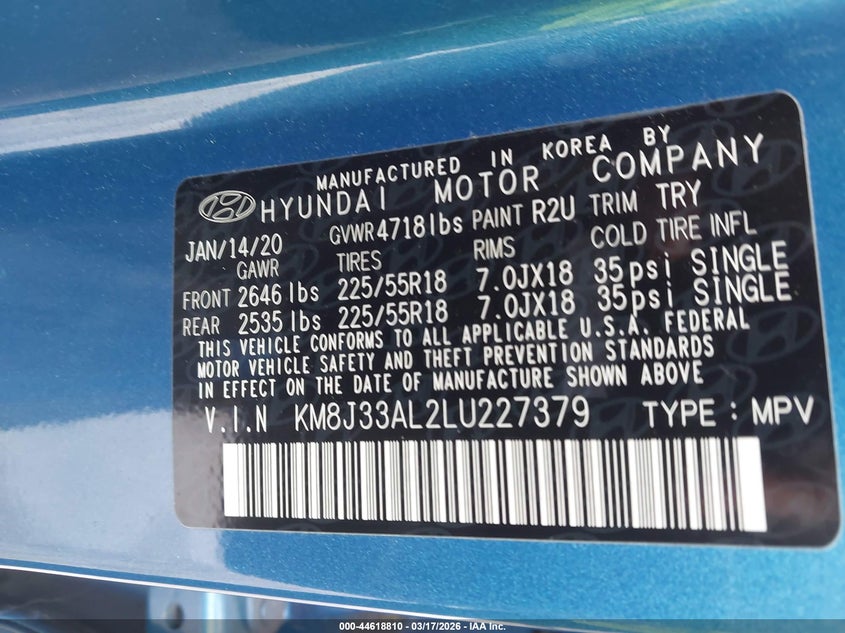 MANUFACTURED IN KOREA BY
HYUNDAI MOTOR COMPANY
JAN/14/20 GVWR 4718lbs PAINT R2U TRIM TRY
GAWR TIRES RIMS COLD TIRE INFL
FRONT 2646 lbs 225/55R18 7.0JX18 35psi SINGLE
REAR 2535 lbs 225/55R18 7.0JX18 35psi SINGLE
THIS VEHICLE CONFORMS TO ALL APPLICABLE U.S.A. FEDERAL
MOTOR VEHICLE SAFETY AND THEFT PREVENTION STANDARDS
IN EFFECT ON THE DATE OF MANUFACTURE SHOWN ABOVE
V.I.N KM8J33AL2LU227379 TYPE : MPV
000-44618810 — 03/17/2026 — IAA Inc.